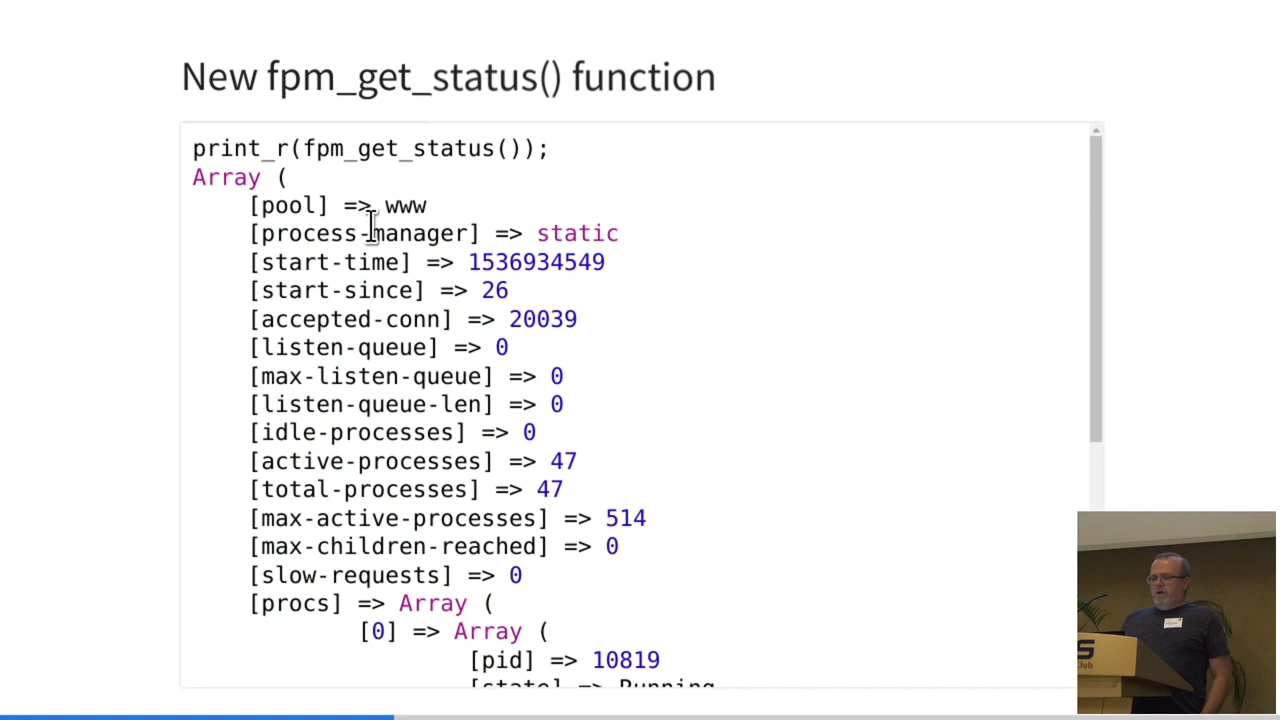 New fpm_get_status() function
print_r(fpm_get_status());
Array (
[pool] => www
[process-manager] => static
[start-time] => 1536934549
[start-since] => 26
[accepted-conn] => 20039
[listen-queue] => 0
[max-listen-queue] => 0
[listen-queue-len] => 0
[idle-processes] => 0
[active-processes] => 47
[total-processes] => 47
[max-active-processes] => 514
[max-children-reached] => 0
[slow-requests] => 0
[procs] => Array (
[0] => Array (
[pid] => 10819
[state] => Running
S
Club